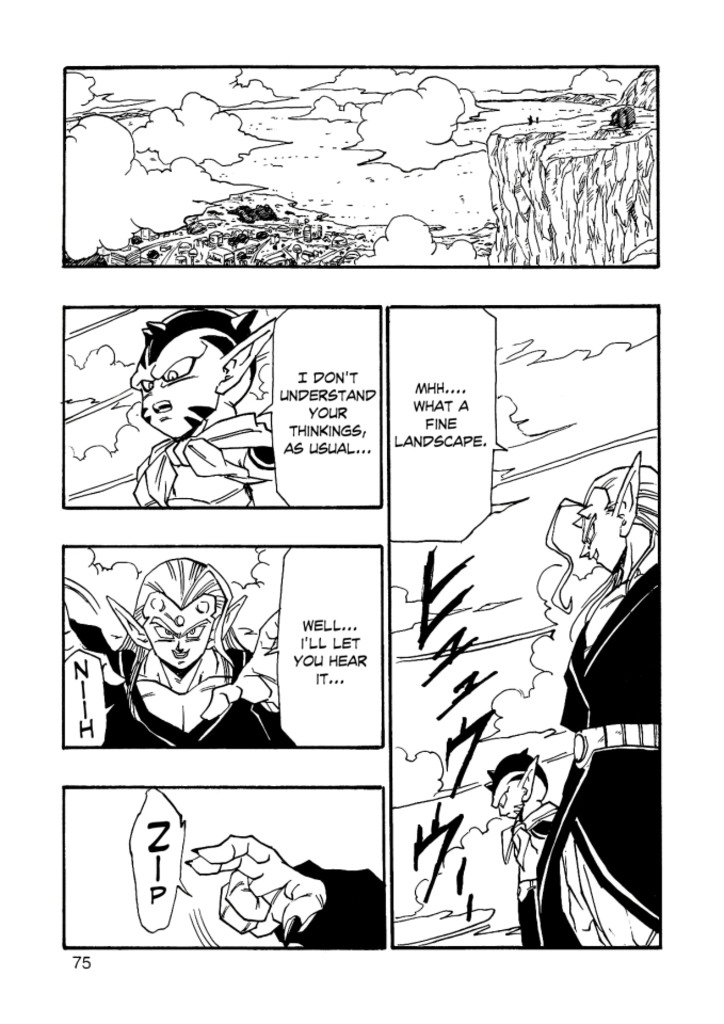 MHH....
WHAT A
FINE
LANDSCAPE.
I DON'T
UNDERSTAND
YOUR
THINKINGS,
AS USUAL...
WELL...
I'LL LET
YOU HEAR
IT...
NIIH
ZIP
75